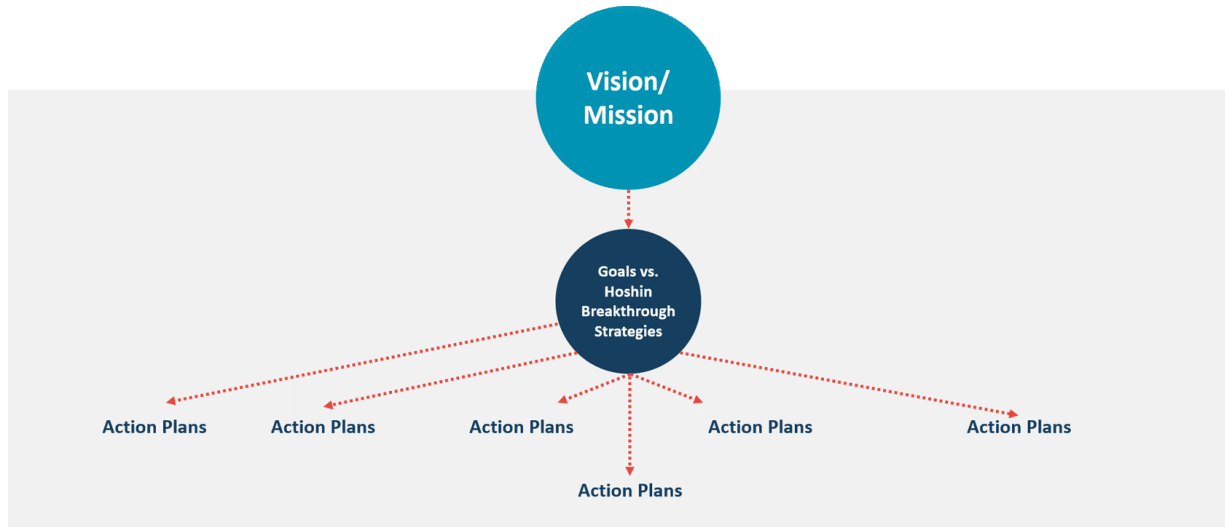 Vision/
Mission
Goals vs.
Hoshin
Breakthrough
Strategies
Action Plans
Action Plans
Action Plans
Action Plans
Action Plans
Action Plans